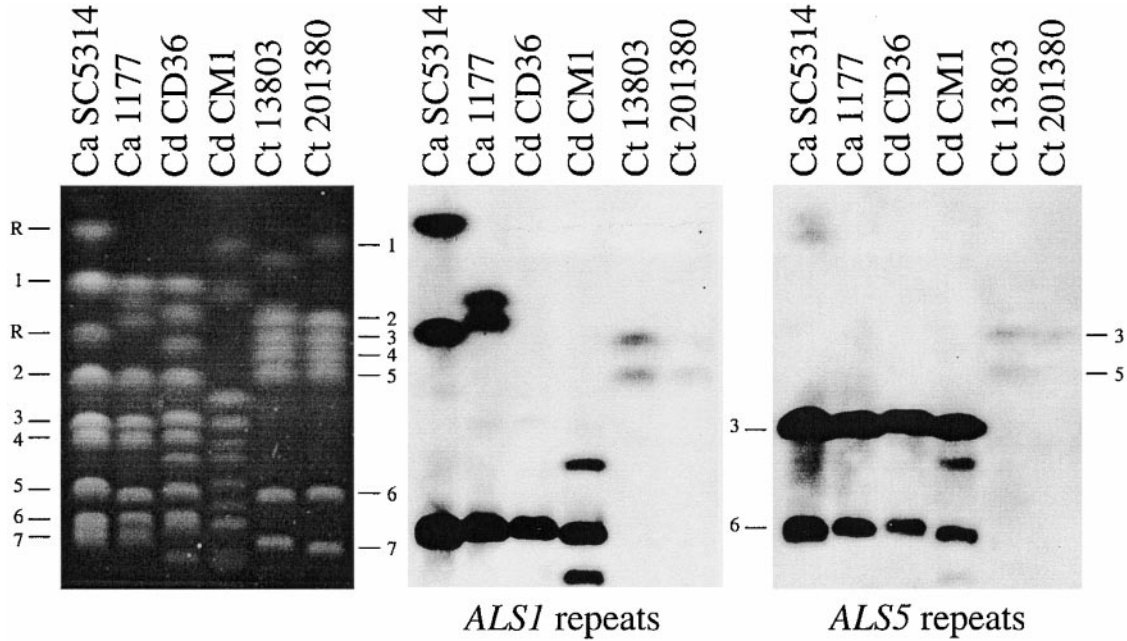 Ca SC5314
Ca 1177
Cd CD36
Cd CM1
Ct 13803
Ct 201380
Ca SC5314
Ca 1177
Cd CD36
Cd CM1
Ct 13803
Ct 201380
Ca SC5314
Ca 1177
Cd CD36
Cd CM1
Ct 13803
Ct 201380
R
1
R
2
3
4
5
6
7
1
2
3
4
5
6
7
3
6
3
5
ALS1 repeats
ALS5 repeats